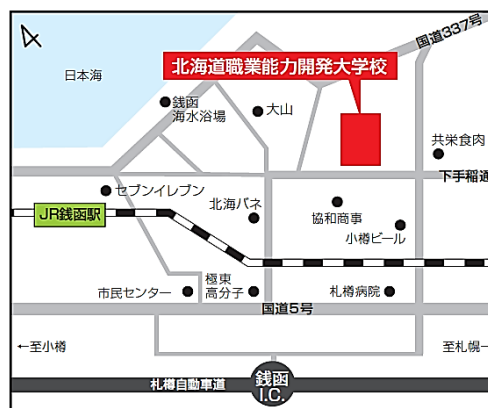 国道337号
日本海
北海道職業能力開発大学校
銭函
海水浴場
大山
共栄食肉
下手稲通
セブンイレブン
JR銭函駅
北海バネ
協和商事
小樽ビール
市民センター
極東
高分子
札樽病院
国道5号
←至小樽
至札幌→
札樽自動車道
銭函
I.C.